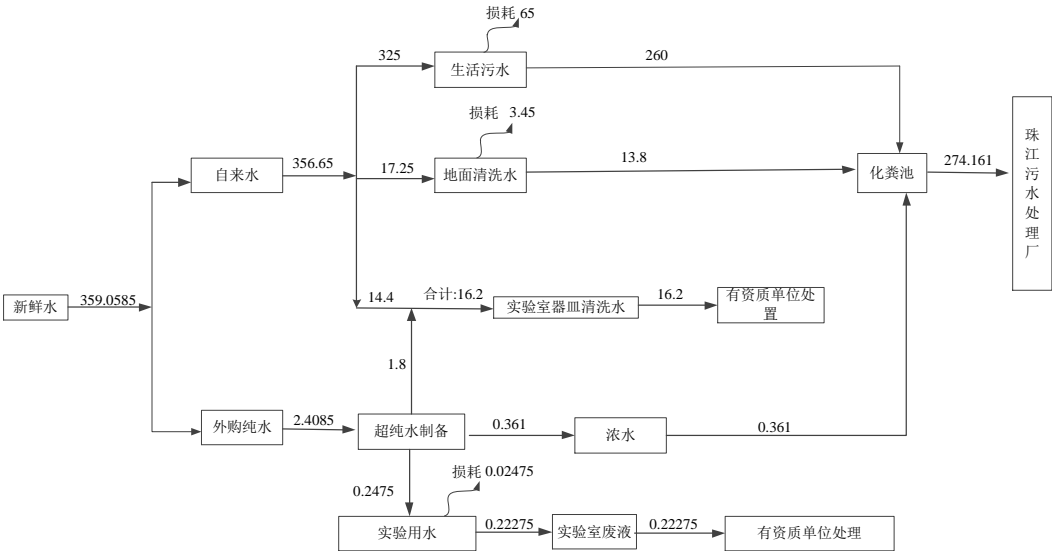 损耗 65
325
生活污水
260
损耗 3.45
356.65
17.25
自来水
地面清洗水
13.8
化粪池
274.161
珠江污水处理厂
新鲜水
359.0585
14.4
合计:16.2
实验室器皿清洗水
16.2
有资质单位处
置
1.8
外购纯水
2.4085
超纯水制备
0.361
浓水
0.361
损耗 0.02475
0.2475
实验用水
0.22275
实验室废液
0.22275
有资质单位处理